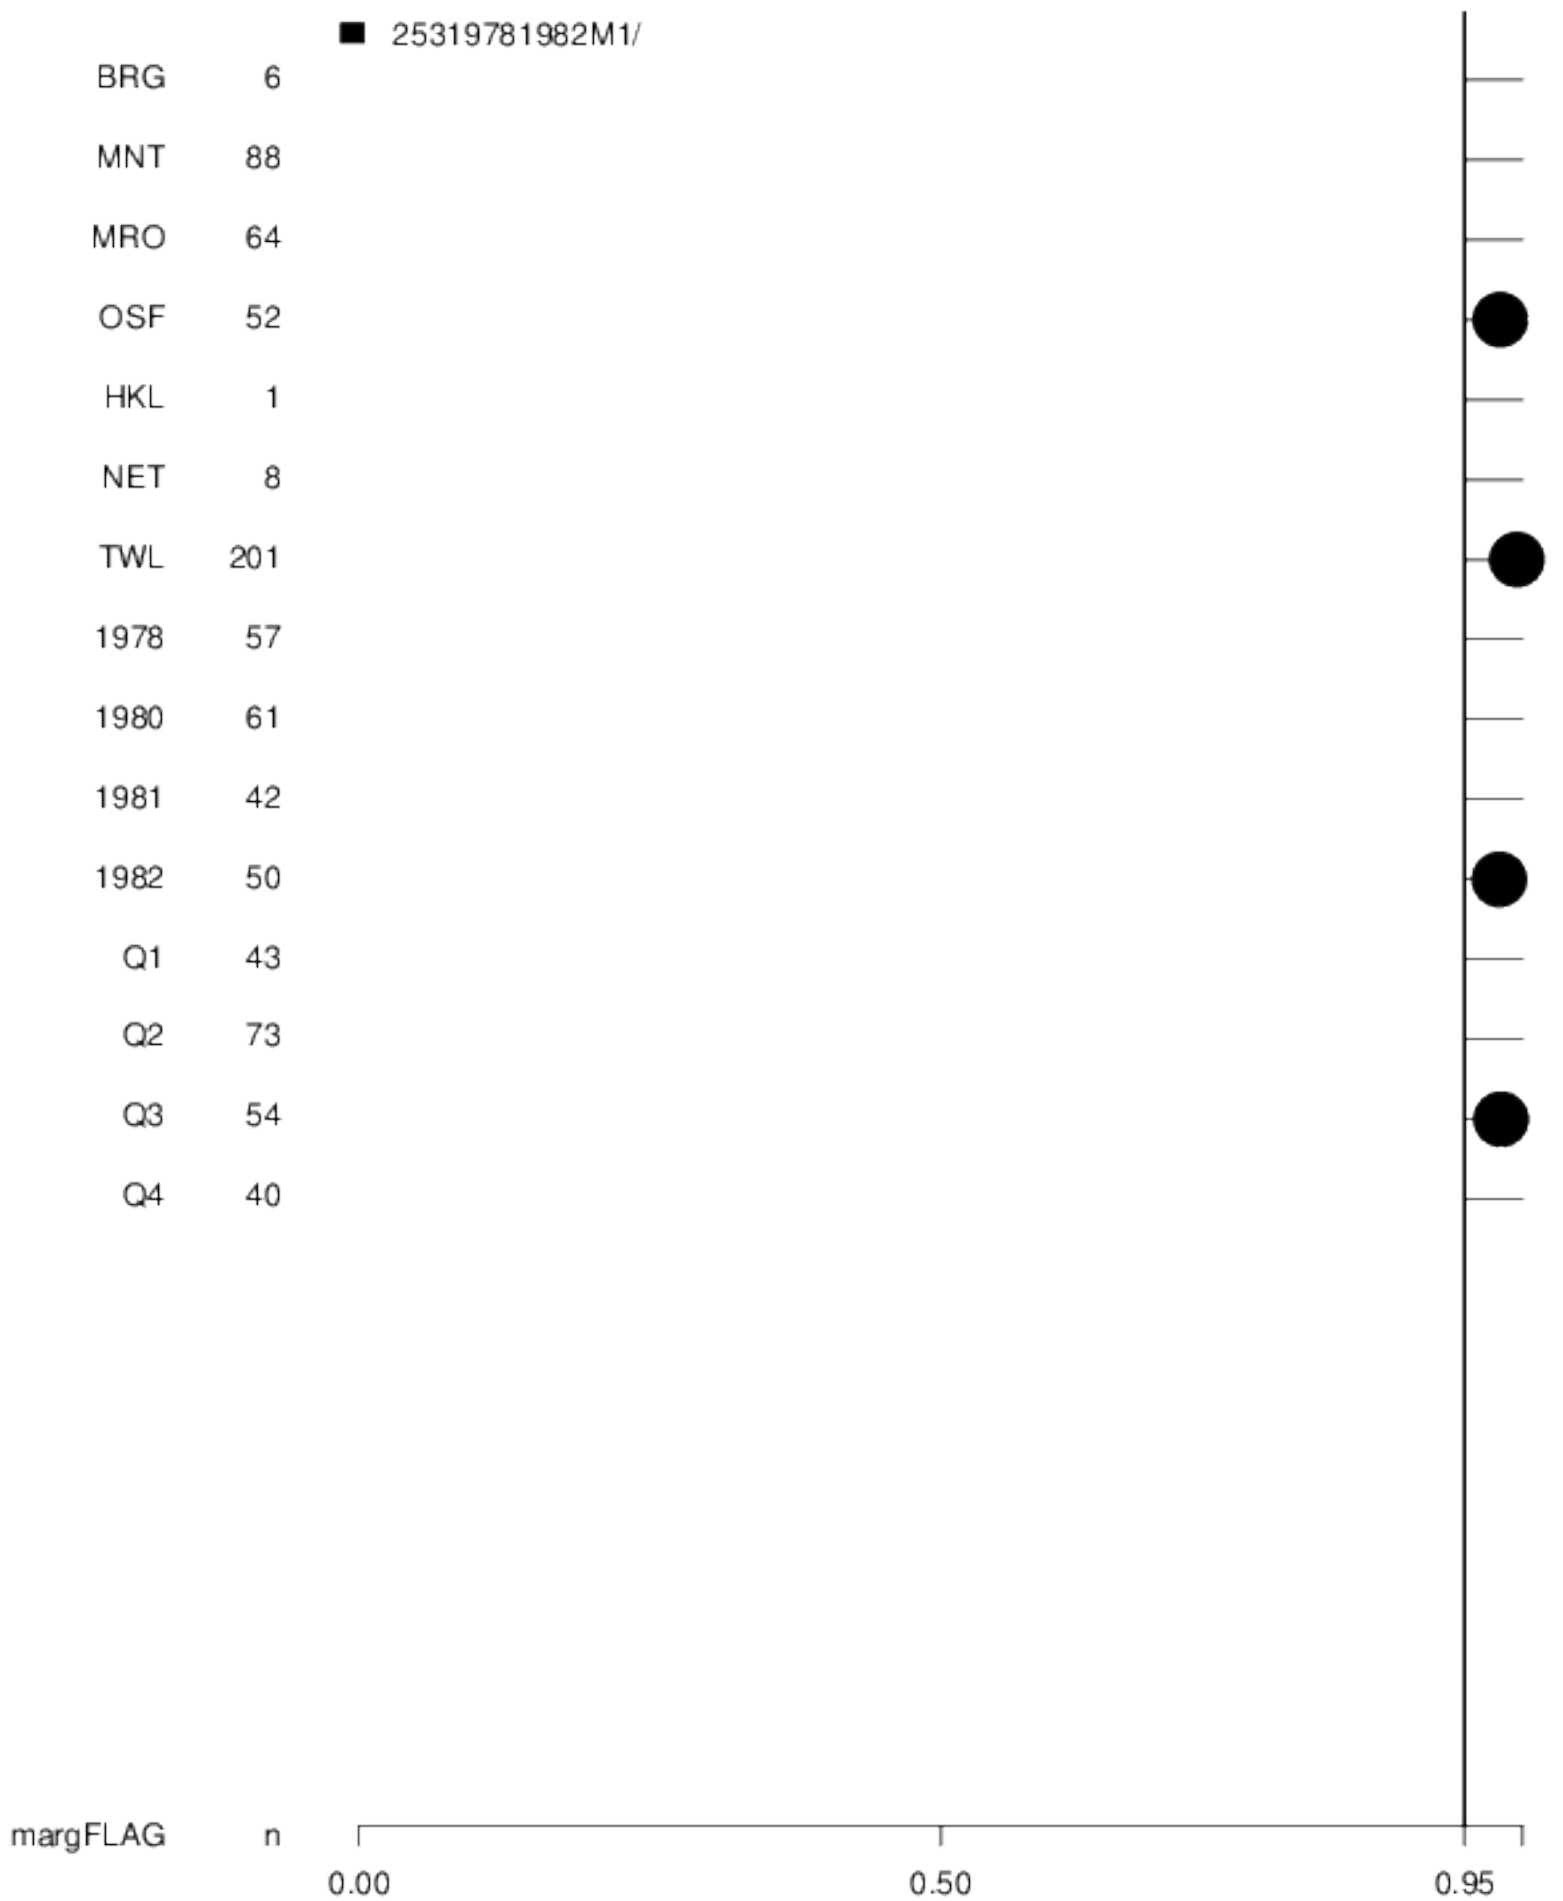 25319781982M1/
BRG 6
MNT 88
MRO 64
OSF 52
HKL 1
NET 8
TWL 201
1978 57
1980 61
1981 42
1982 50
Q1 43
Q2 73
Q3 54
Q4 40
margFLAG n
0.00 0.50 0.95